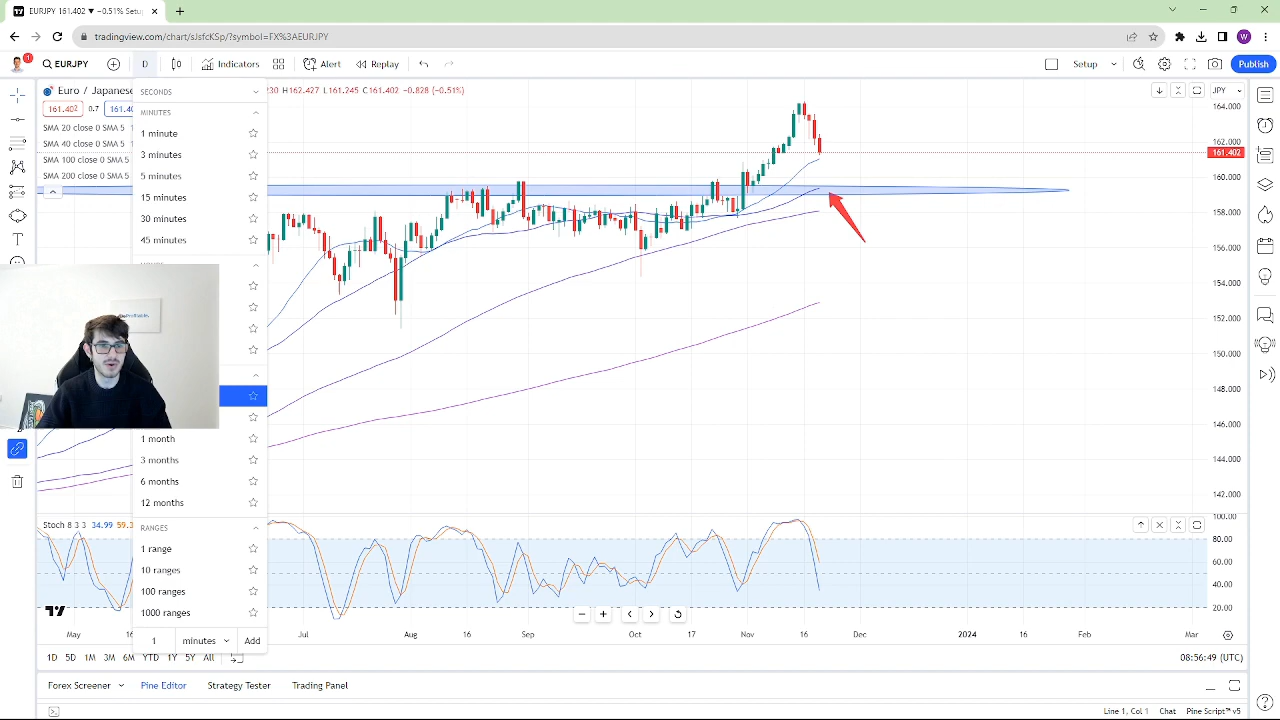 EURJPY 161.402 ▼ −0.51% Setu
tradingview.com/chart/sJsfcKSp/?symbol=FX%3AEURJPY
W
EURJPY
D
Indicators
Alert
Replay
Setup
Publish
Euro / Japanese
SECONDS
230 H162.427 L161.245 C161.402 −0.828 (−0.51%)
JPY
161.402
0.7
161.40
SMA 20 close 0 SMA 5
SMA 40 close 0 SMA 5
SMA 100 close 0 SMA 5
SMA 200 close 0 SMA 5
MINUTES
1 minute
3 minutes
5 minutes
15 minutes
30 minutes
45 minutes
1 month
3 months
6 months
12 months
RANGES
1 range
10 ranges
100 ranges
1000 ranges
1
minutes
Add
164.000
162.000
161.402
160.000
158.000
156.000
154.000
152.000
150.000
148.000
146.000
144.000
142.000
Stoch 8 3 3 34.99 59.3
100.00
80.00
60.00
40.00
20.00
May
Jul
Aug
16
Sep
Oct
17
Nov
16
Dec
2024
16
Feb
Mar
1D 5D 1M 3M 6M YTD 1Y 5Y All
08:56:49 (UTC)
Forex Screener
Pine Editor
Strategy Tester
Trading Panel
Line 1, Col 1
Chat
Pine Script™ v5